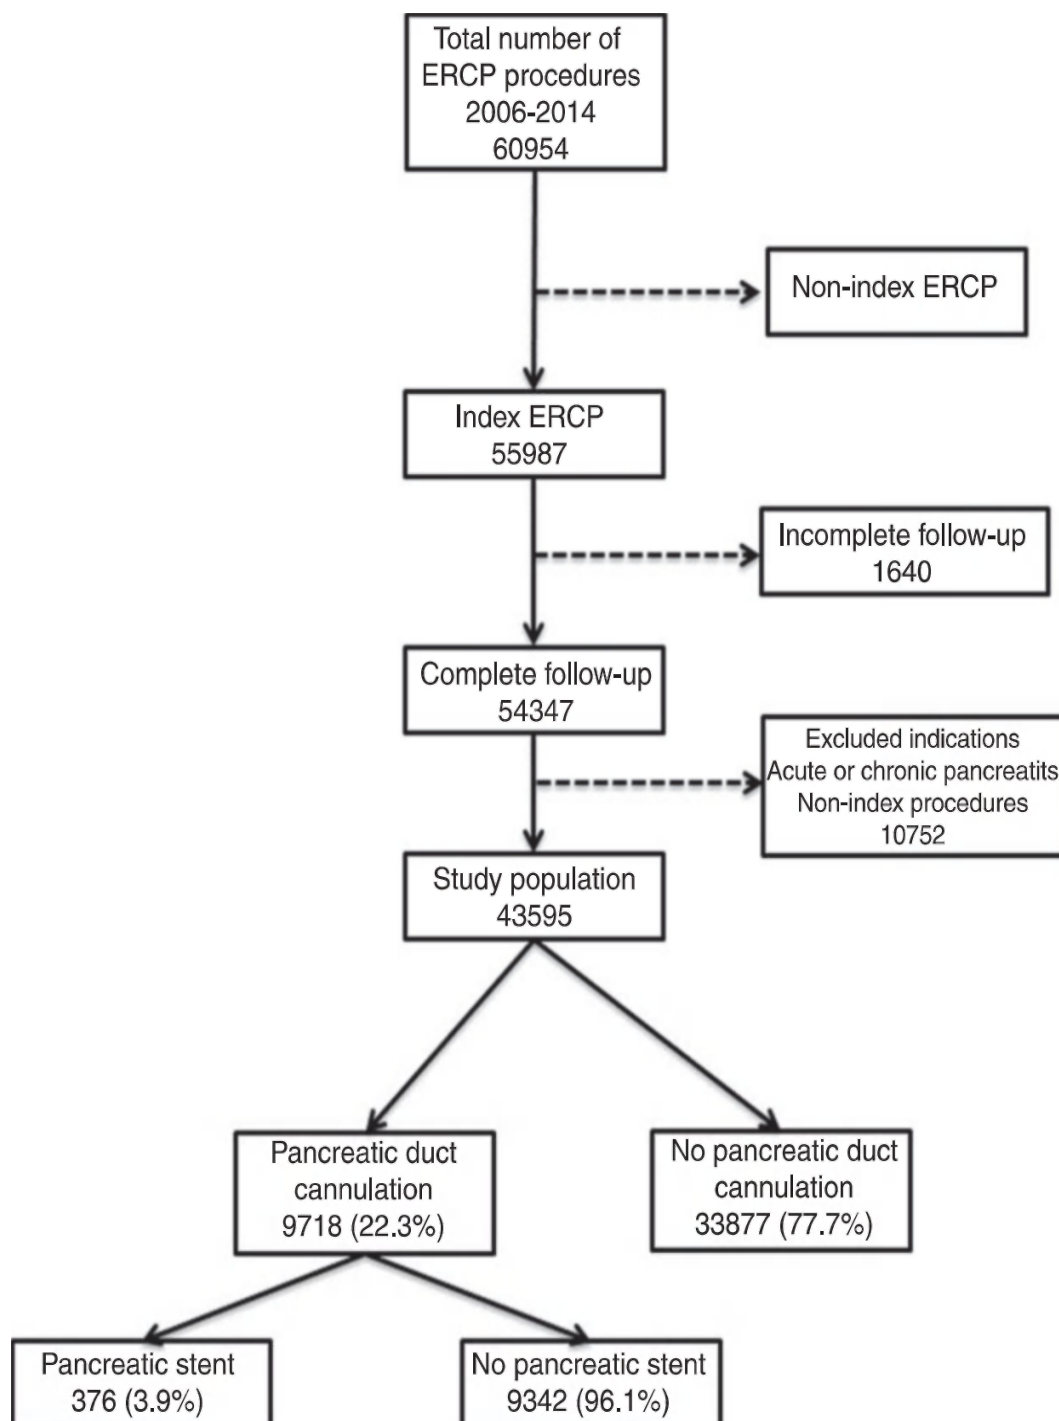 Total number of
ERCP procedures
2006-2014
60954
Non-index ERCP
Index ERCP
55987
Incomplete follow-up
1640
Complete follow-up
54347
Excluded indications
Acute or chronic pancreatits
Non-index procedures
10752
Study population
43595
Pancreatic duct
cannulation
9718 (22.3%)
No pancreatic duct
cannulation
33877 (77.7%)
Pancreatic stent
376 (3.9%)
No pancreatic stent
9342 (96.1%)